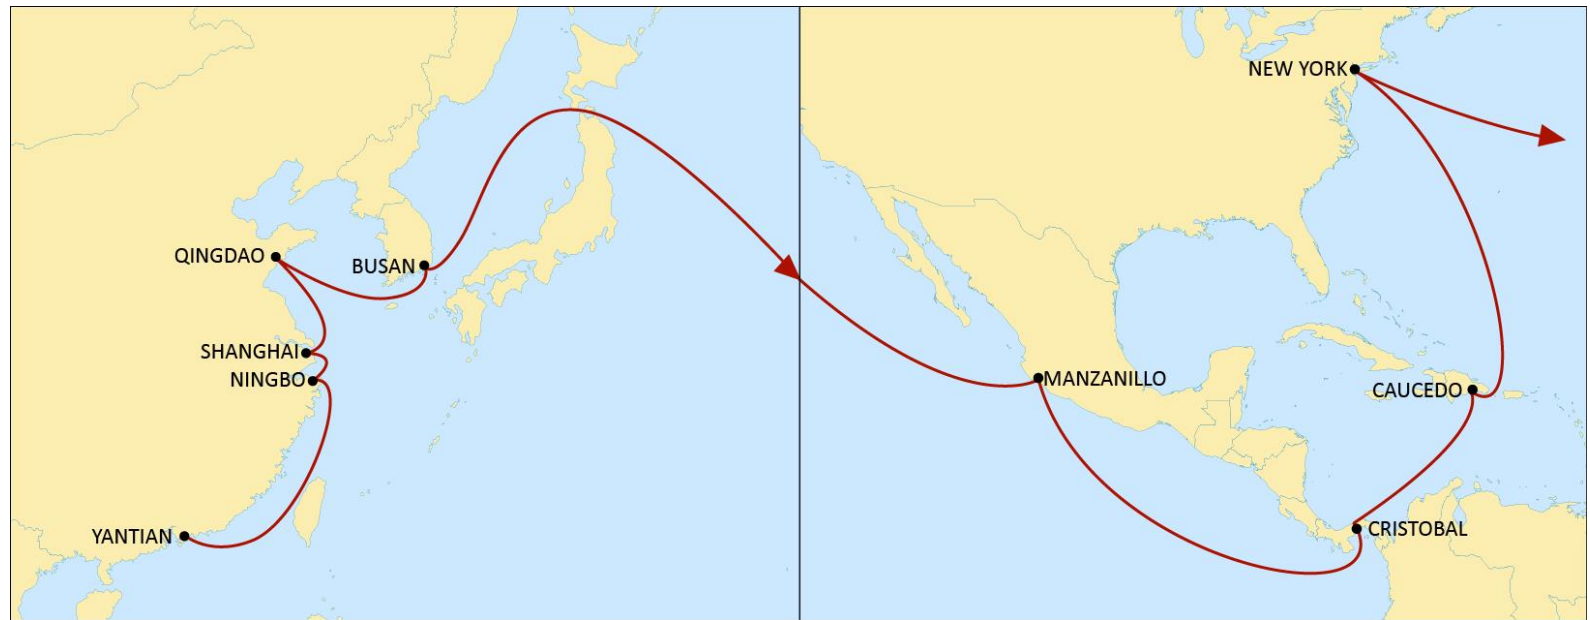 NEW YORK
QINGDAO
BUSAN
SHANGHAI
NINGBO
MANZANILLO
CAUCEDO
YANTIAN
CRISTOBAL